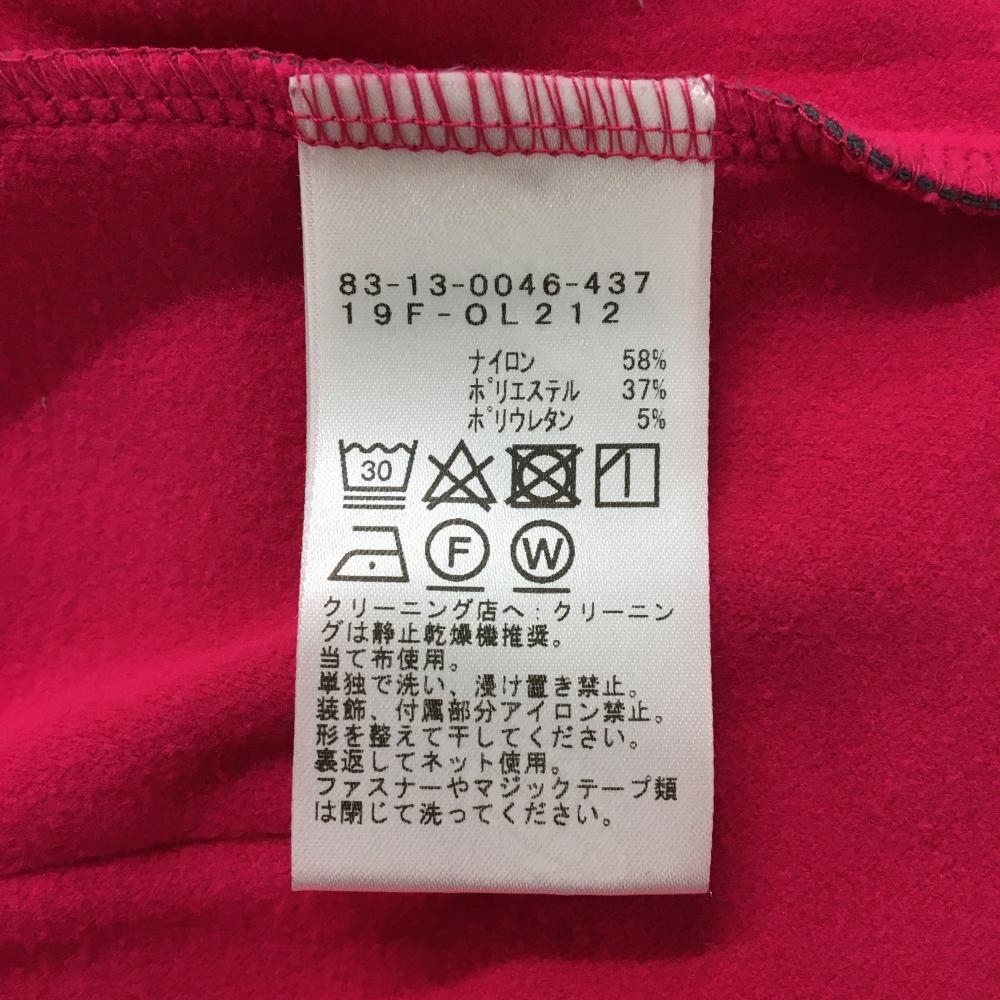 83-13-0046-437
19F-OL212
ナイロン 58%
ポリエステル 37%
ポリウレタン 5%
30
F W
クリーニング店へ:クリーニン
グは静止乾燥機推奨。
当て布使用。
単独で洗い、漫け置き禁止。
装飾、付属部分アイロン禁止。
形を整えて干してください。
裏返してネット使用。
ファスナーやマジックテープ類
は閉じて洗ってください。